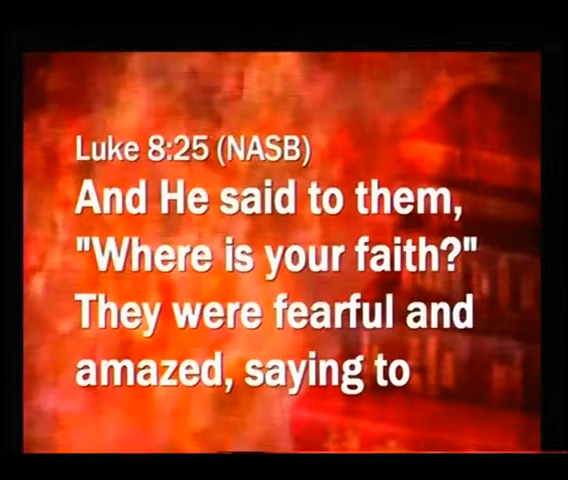 Luke 8:25 (NASB)
And He said to them,
"Where is your faith?"
They were fearful and
amazed, saying to